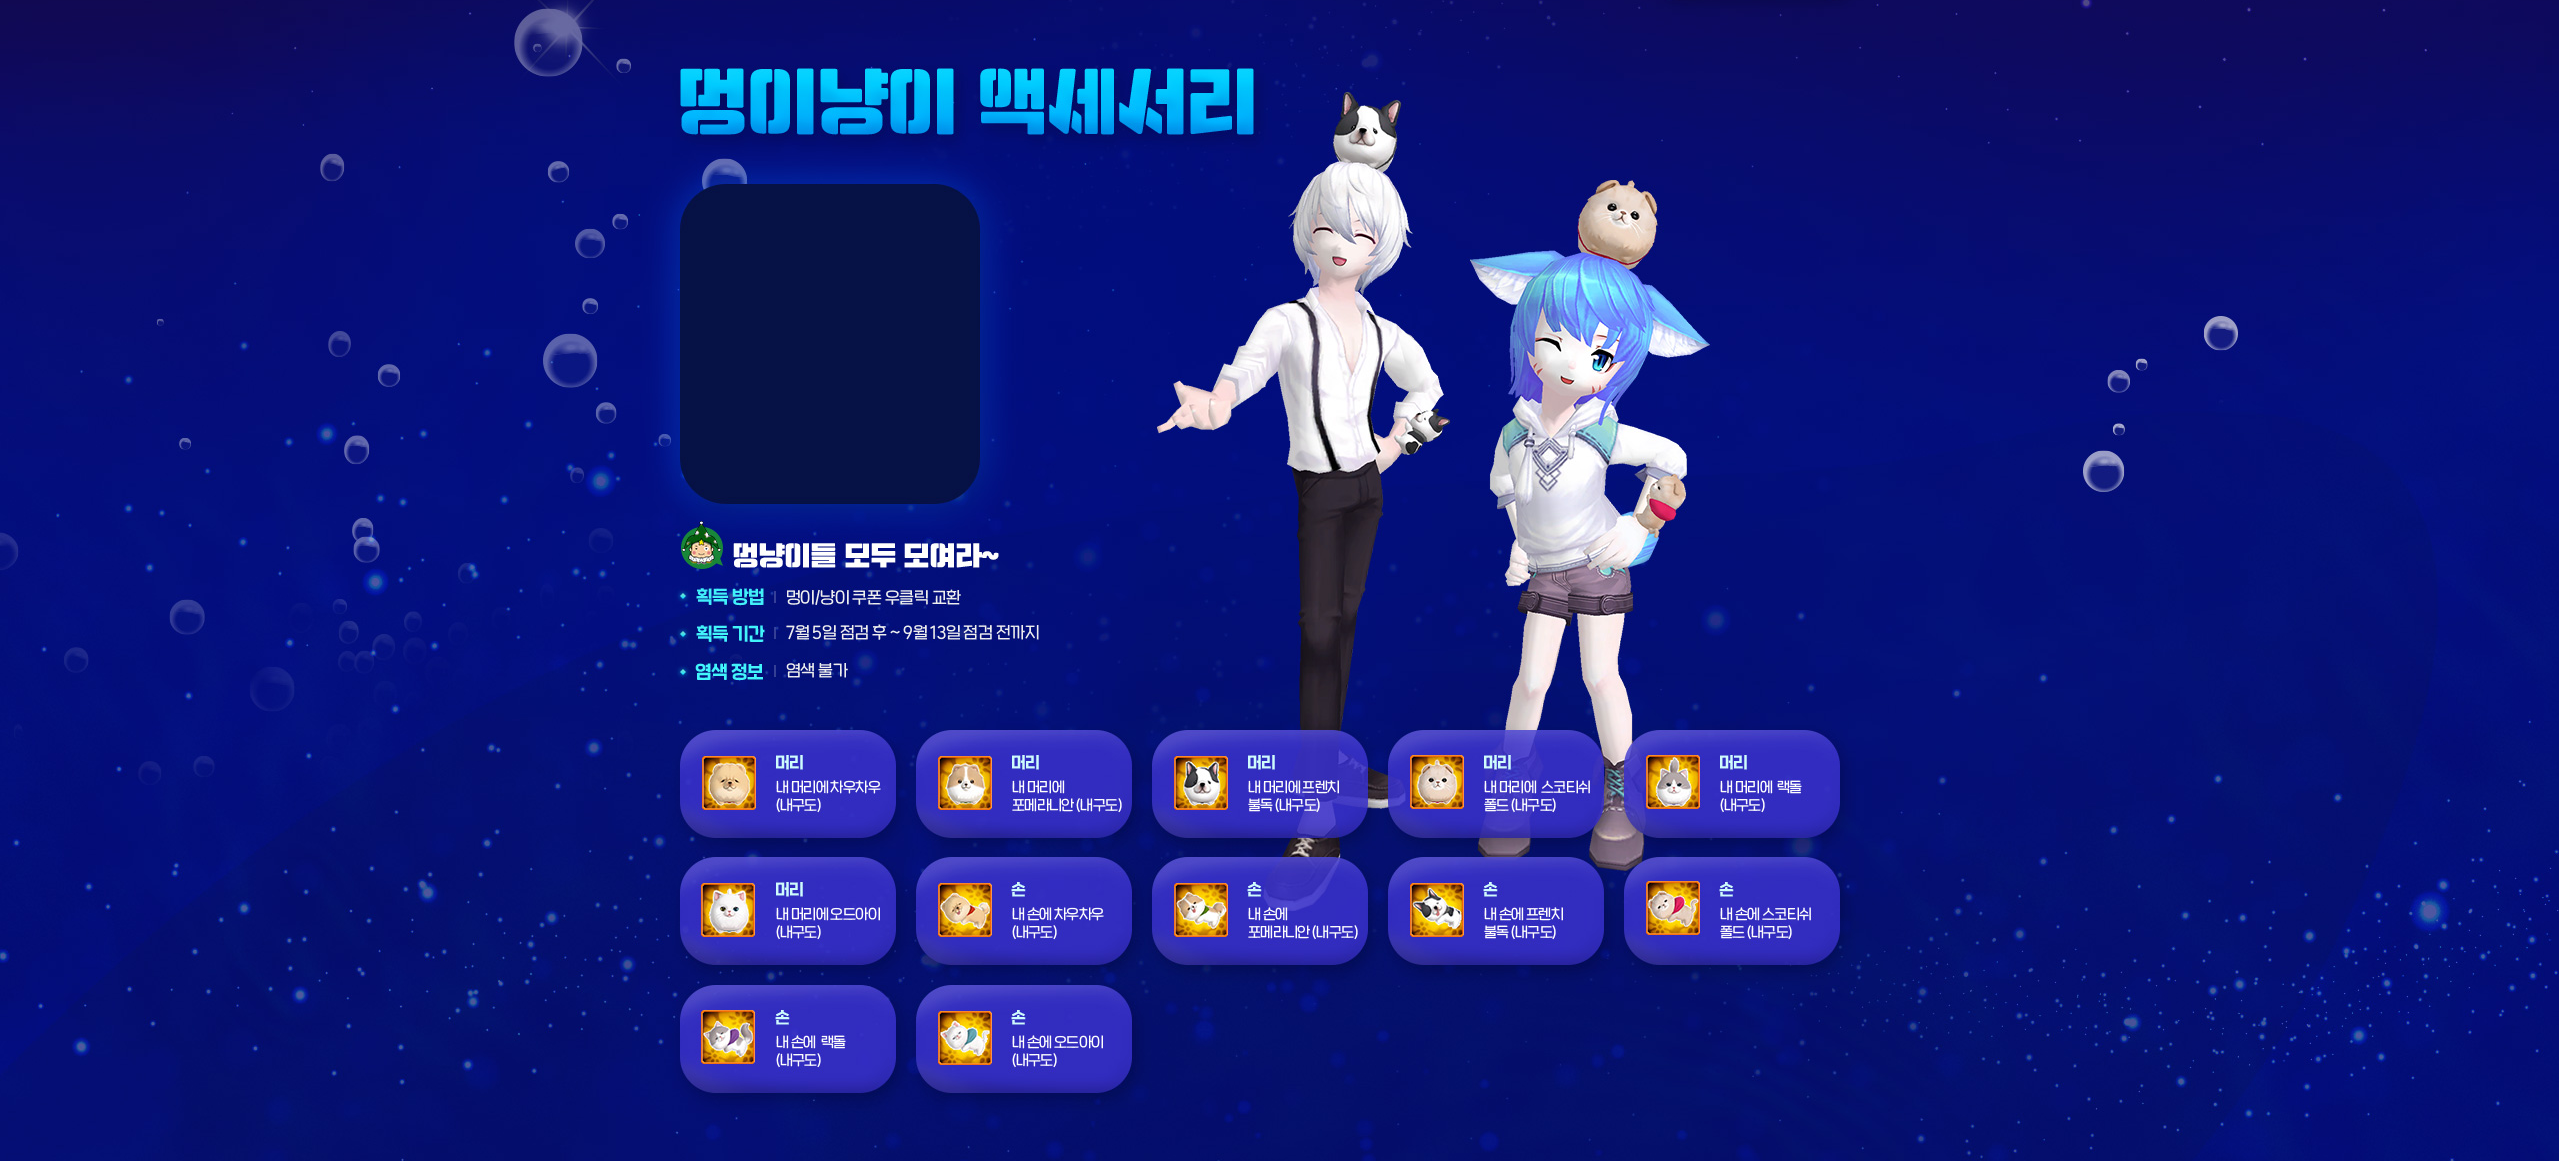 멍이냥이 액세서리
멍냥이들 모두 모여라~
획득 방법 | 멍이/냥이 쿠폰 우클릭 교환
획득 기간 | 7월 5일 점검 후 ~ 9월 13일 점검 전까지
염색 정보 | 염색 불가
머리
내 머리에 차우차우
(내구도)
머리
내 머리에
포메라니안 (내구도)
머리
내 머리에 프렌치
불독 (내구도)
머리
내 머리에 스코티쉬
폴드 (내구도)
머리
내 머리에 랙돌
(내구도)
머리
내 머리에 오드아이
(내구도)
손
내 손에 차우차우
(내구도)
손
내 손에
포메라니안 (내구도)
손
내 손에 프렌치
불독 (내구도)
손
내 손에 스코티쉬
폴드 (내구도)
손
내 손에 랙돌
(내구도)
손
내 손에 오드아이
(내구도)